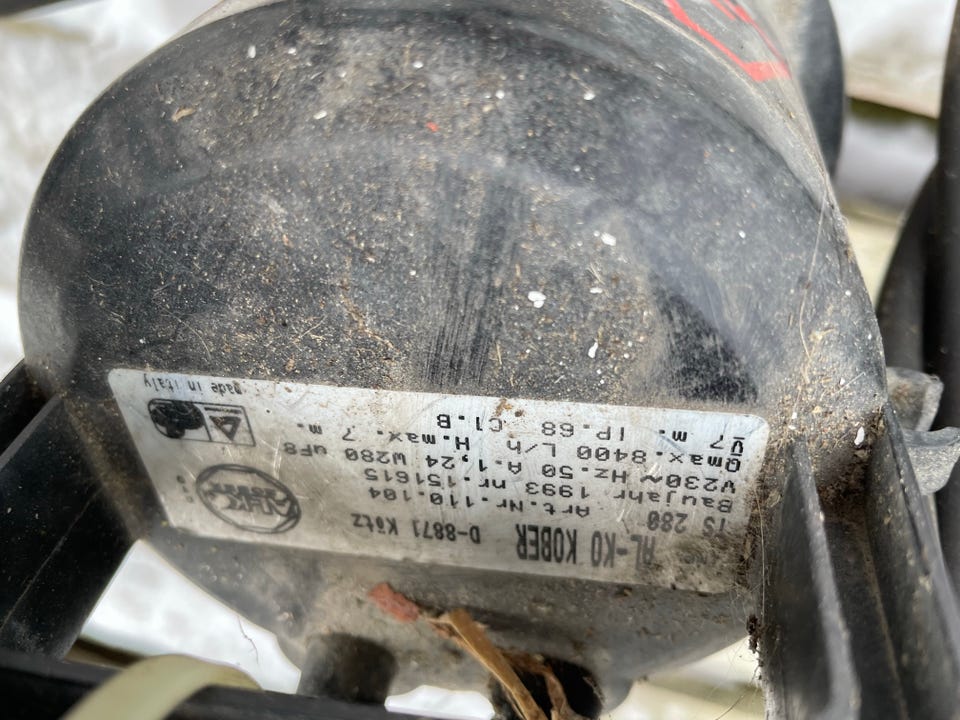 AL-KO KOBER D-8871 Kötz
TS 280 Art.Nr.110.104
Baujahr 1993 nr.151615
V230~ Hz.50 A.1,24 W280 uF8
Qmax.8400 L/h H.max. 7 m.
7 m. IP.68 Cl.B
made in italy